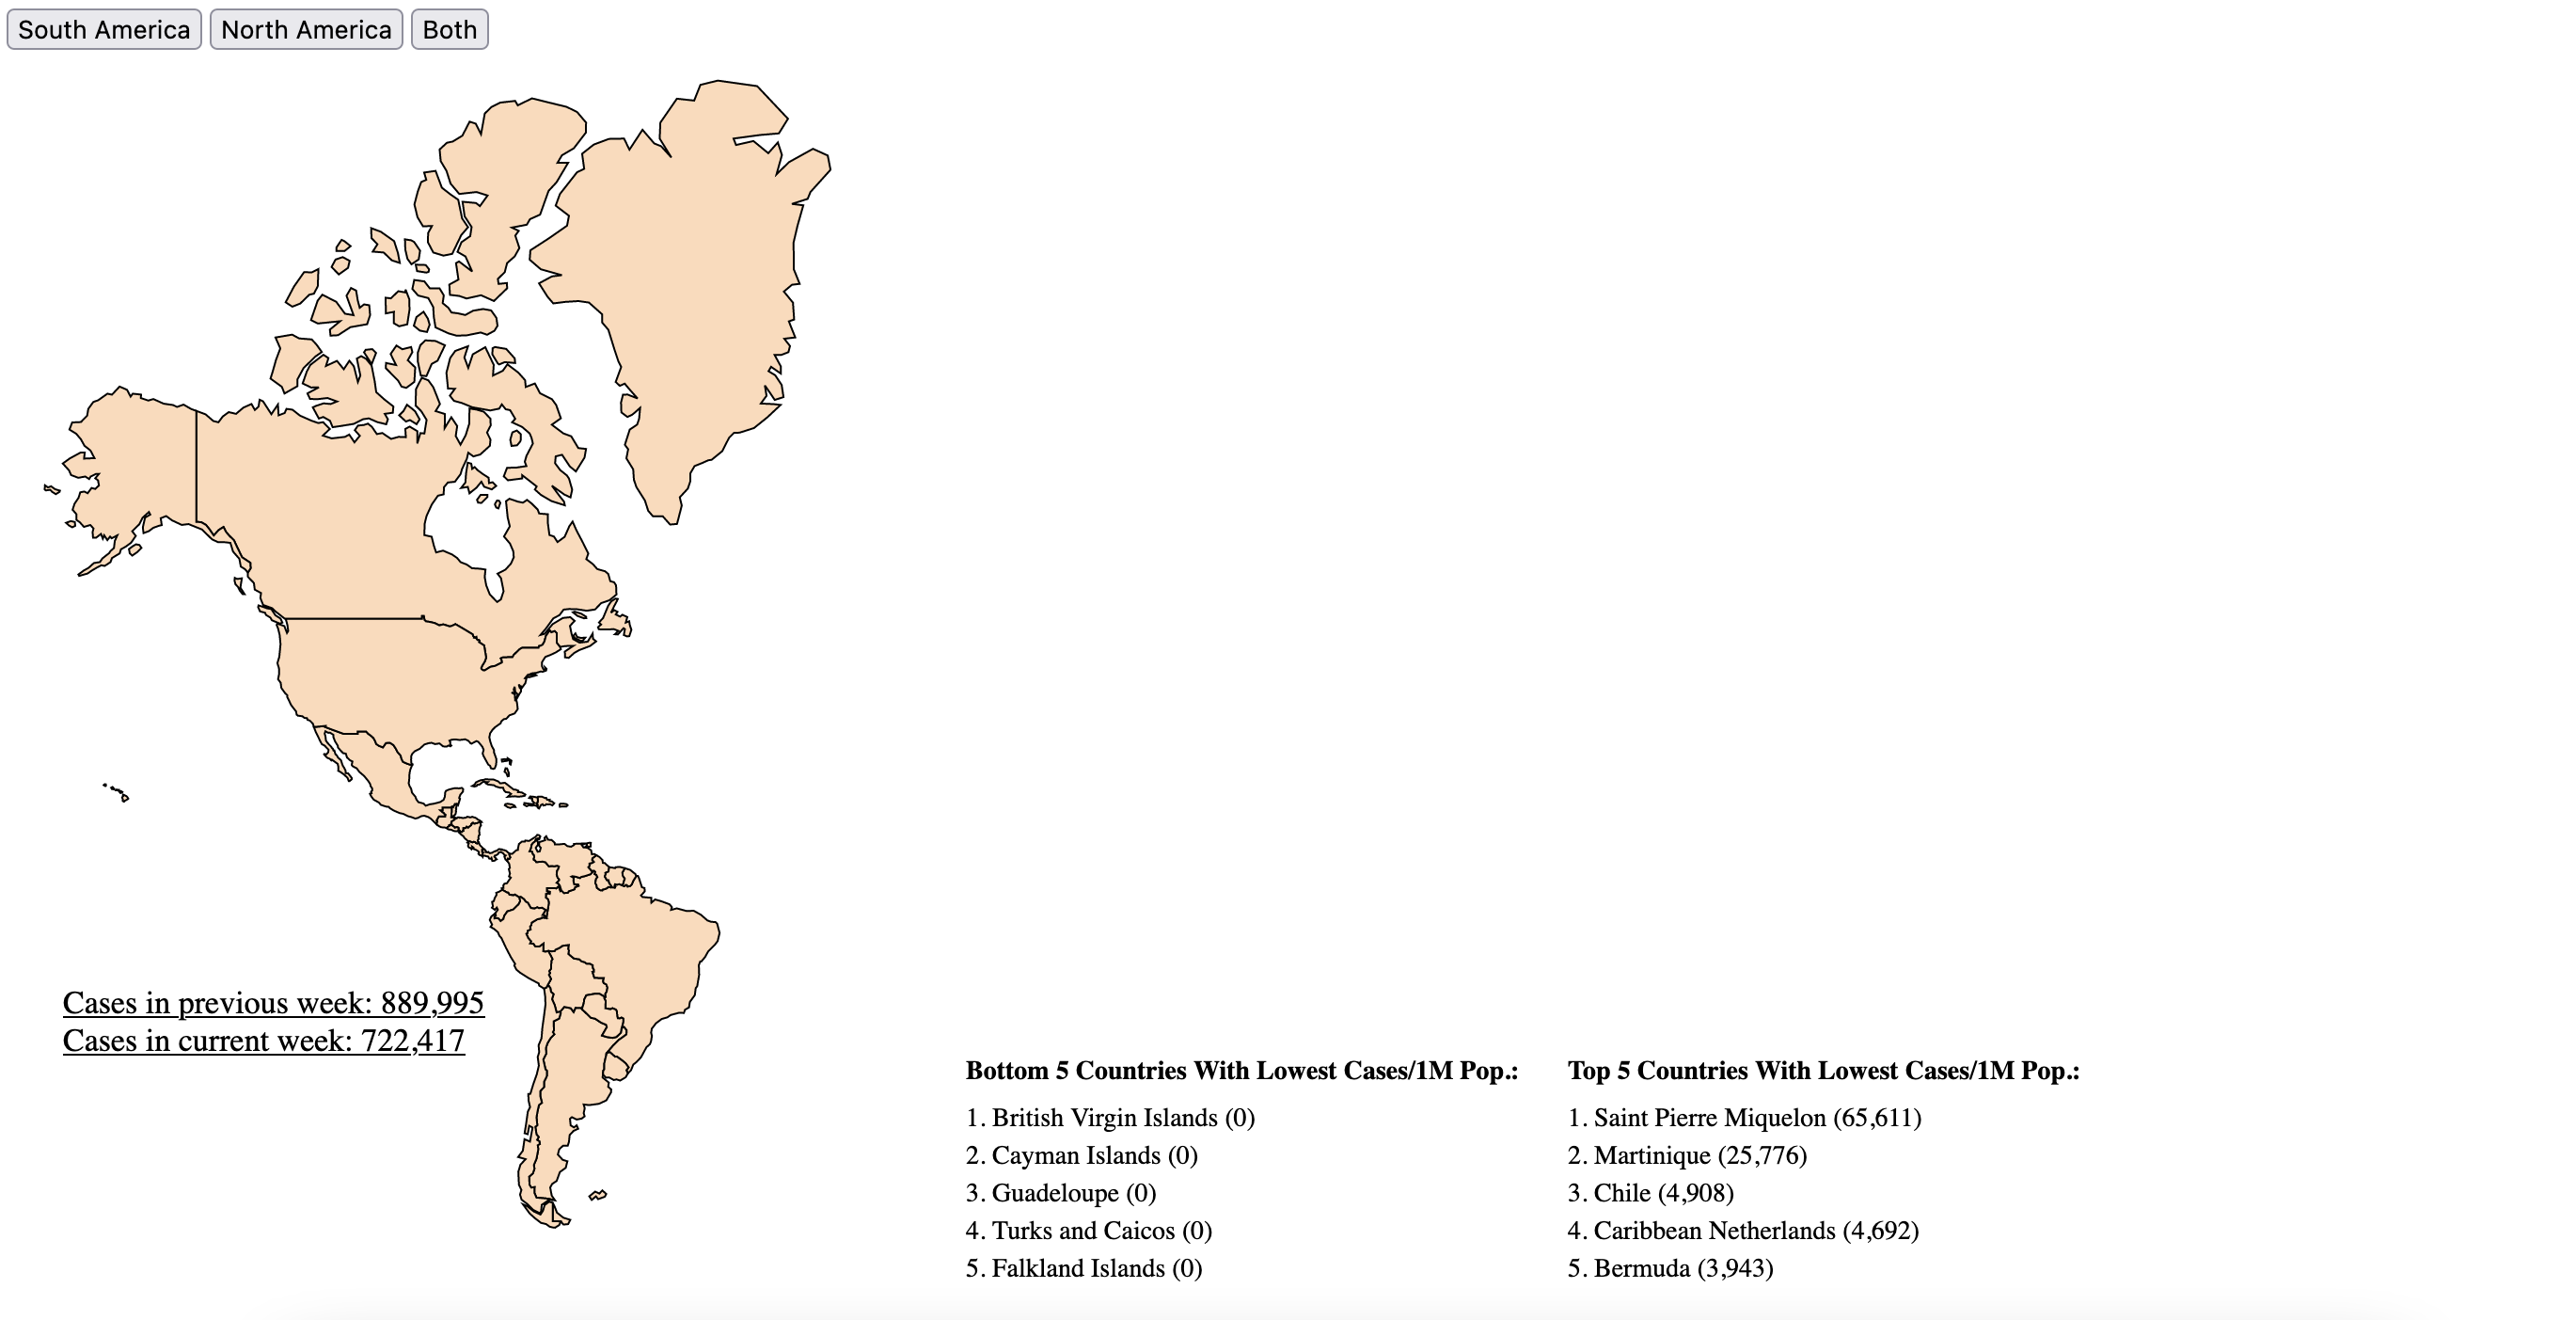 South America North America Both
Cases in previous week: 889,995
Cases in current week: 722,417
Bottom 5 Countries With Lowest Cases/1M Pop.:
1. British Virgin Islands (0)
2. Cayman Islands (0)
3. Guadeloupe (0)
4. Turks and Caicos (0)
5. Falkland Islands (0)
Top 5 Countries With Lowest Cases/1M Pop.:
1. Saint Pierre Miquelon (65,611)
2. Martinique (25,776)
3. Chile (4,908)
4. Caribbean Netherlands (4,692)
5. Bermuda (3,943)